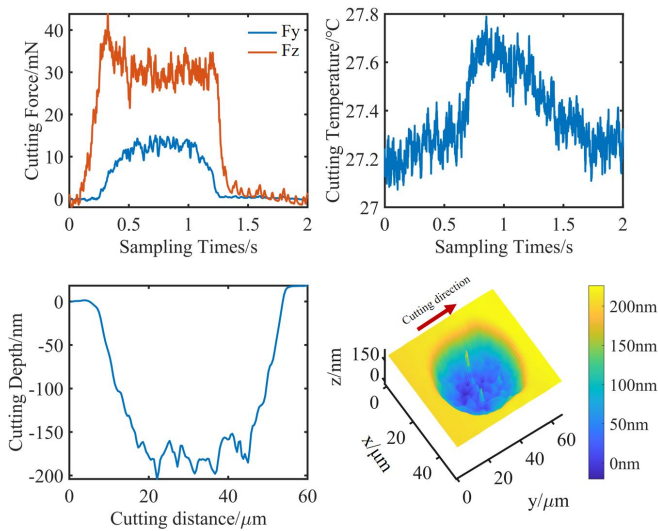 Cutting Force/mN
40
30
20
10
0
Fy
Fz
0 0.5 1 1.5 2
Sampling Times/s
Cutting Temperature/°C
27.8
27.6
27.4
27.2
27
0 0.5 1 1.5 2
Sampling Times/s
Cutting Depth/nm
0
-50
-100
-150
-200
0 20 40 60
Cutting distance/μm
Cutting direction
z/nm
150
0
0
20
40
x/μm
0
20
40
60
y/μm
200nm
150nm
100nm
50nm
0nm